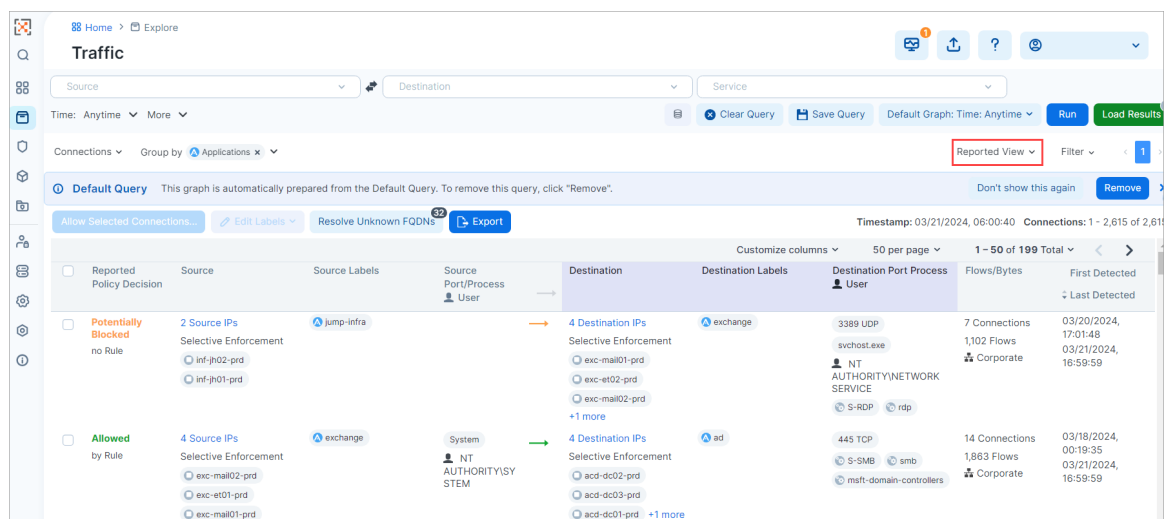 Home > Explore
Traffic
1
Source
Destination
Service
Time: Anytime More
Clear Query
Save Query
Default Graph: Time: Anytime
Run
Load Results
Connections
Group by Applications ×
Reported View
Filter
1
Default Query This graph is automatically prepared from the Default Query. To remove this query, click "Remove".
Don't show this again
Remove
Allow Selected Connections...
Edit Labels
Resolve Unknown FQDNs
32
Export
Timestamp: 03/21/2024, 06:00:40 Connections: 1 - 2,615 of 2,61
Customize columns
50 per page
1 – 50 of 199 Total
Reported
Policy Decision
Source
Source Labels
Source
Port/Process
User
Destination
Destination Labels
Destination Port Process
User
Flows/Bytes
First Detected
Last Detected
Potentially
Blocked
no Rule
2 Source IPs
Selective Enforcement
inf-jh02-prd
inf-jh01-prd
jump-infra
4 Destination IPs
Selective Enforcement
exc-mail01-prd
exc-et02-prd
exc-mail02-prd
+1 more
exchange
3389 UDP
svchost.exe
NT
AUTHORITY\NETWORK
SERVICE
S-RDP rdp
7 Connections
1,102 Flows
Corporate
03/20/2024,
17:01:48
03/21/2024,
16:59:59
Allowed
by Rule
4 Source IPs
Selective Enforcement
exc-mail02-prd
exc-et01-prd
exc-mail01-prd
exchange
System
NT
AUTHORITY\SY
STEM
4 Destination IPs
Selective Enforcement
acd-dc02-prd
acd-dc03-prd
acd-dc01-prd +1 more
ad
445 TCP
S-SMB smb
msft-domain-controllers
14 Connections
1,863 Flows
Corporate
03/18/2024,
00:19:35
03/21/2024,
16:59:59